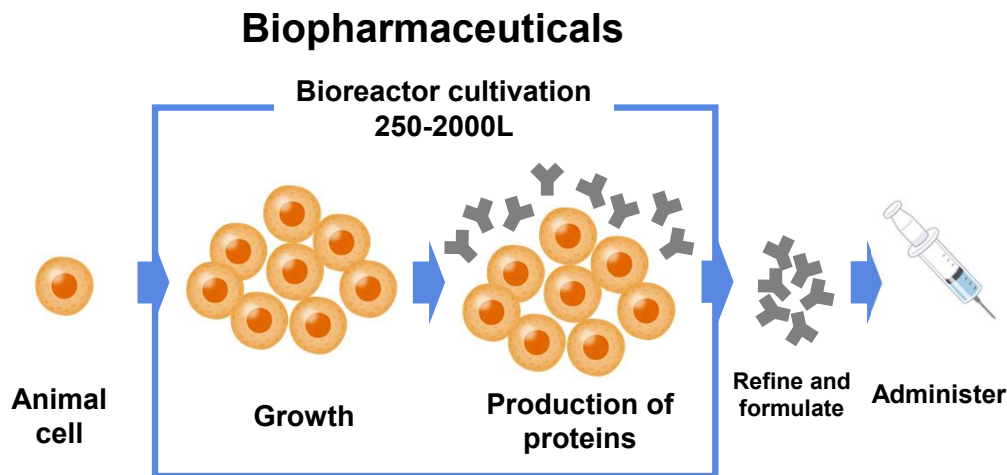 Biopharmaceuticals
Bioreactor cultivation
250-2000L
Animal
cell
Growth
Production of
proteins
Refine and
formulate
Administer